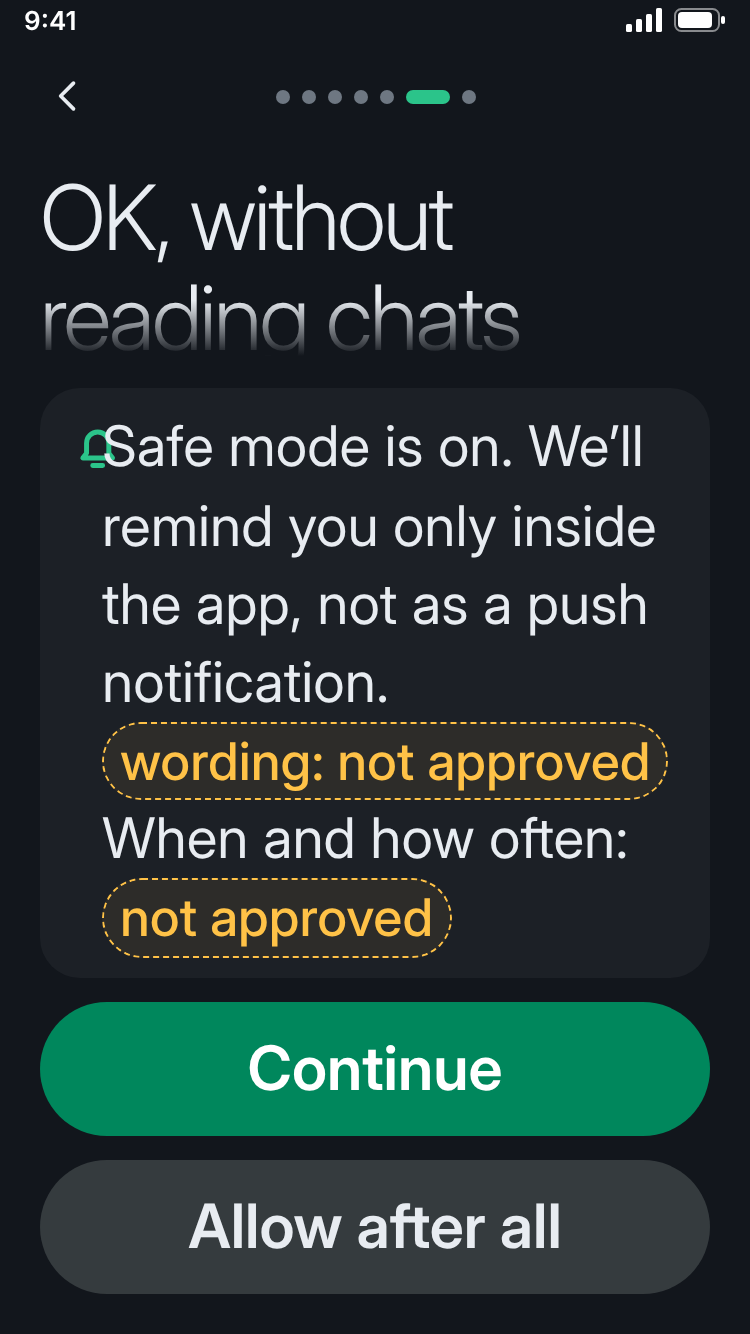 9:41
OK, without
reading chats
Safe mode is on. We’ll
remind you only inside
the app, not as a push
notification.
wording: not approved
When and how often:
not approved
Continue
Allow after all